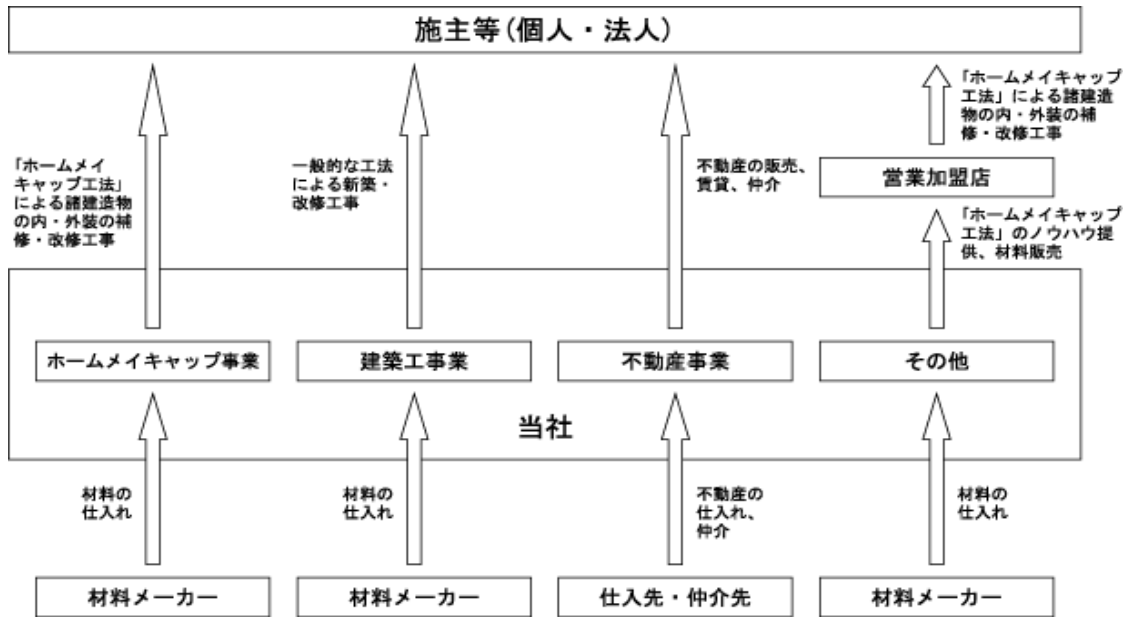 施主等(個人・法人)
「ホームメイ
キャップ工法」
による諸建造物
の内・外装の補
修・改修工事
一般的な工法
による新築・
改修工事
不動産の販売、
賃貸、仲介
「ホームメイキャップ
工法」による諸建造
物の内・外装の補
修・改修工事
営業加盟店
「ホームメイキャップ
工法」のノウハウ提
供、材料販売
ホームメイキャップ事業
建築工事業
不動産事業
その他
当社
材料の
仕入れ
材料の
仕入れ
不動産の
仕入れ、
仲介
材料の
仕入れ
材料メーカー
材料メーカー
仕入先・仲介先
材料メーカー